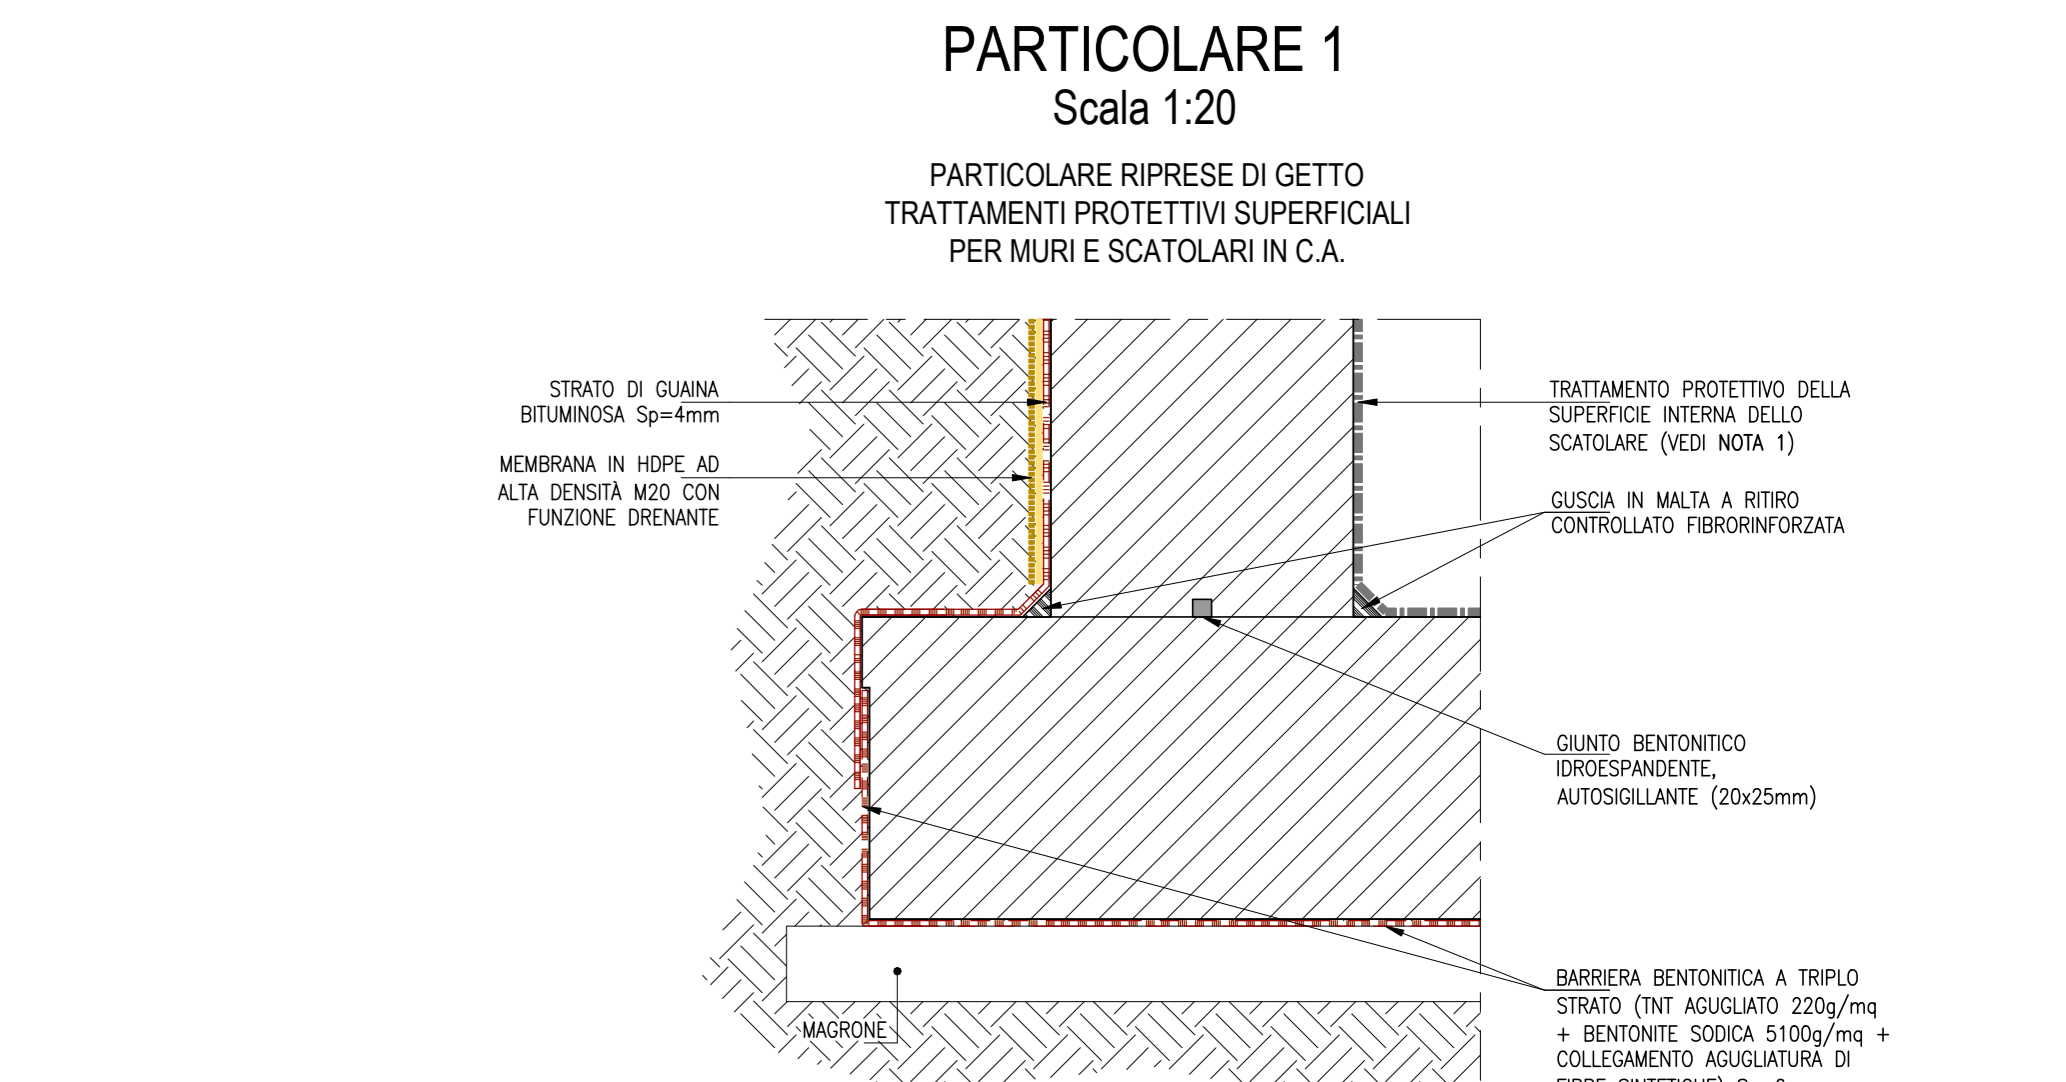 PARTICOLARE 1
Scala 1:20
PARTICOLARE RIPRESE DI GETTO
TRATTAMENTI PROTETTIVI SUPERFICIALI
PER MURI E SCATOLARI IN C.A.
STRATO DI GUAINA
BITUMINOSA Sp=4mm
MEMBRANA IN HDPE AD
ALTA DENSITÀ M20 CON
FUNZIONE DRENANTE
TRATTAMENTO PROTETTIVO DELLA
SUPERFICIE INTERNA DELLO
SCATOLARE (VEDI NOTA 1)
GUSCIA IN MALTA A RITIRO
CONTROLLATO FIBRORINFORZATA
GIUNTO BENTONITICO
IDROESPANDENTE,
AUTOSIGILLANTE (20x25mm)
BARRIERA BENTONITICA A TRIPLO
STRATO (TNT AGUGLIATO 220g/mq
+ BENTONITE SODICA 5100g/mq +
COLLEGAMENTO AGUGLIATURA DI
MAGRONE